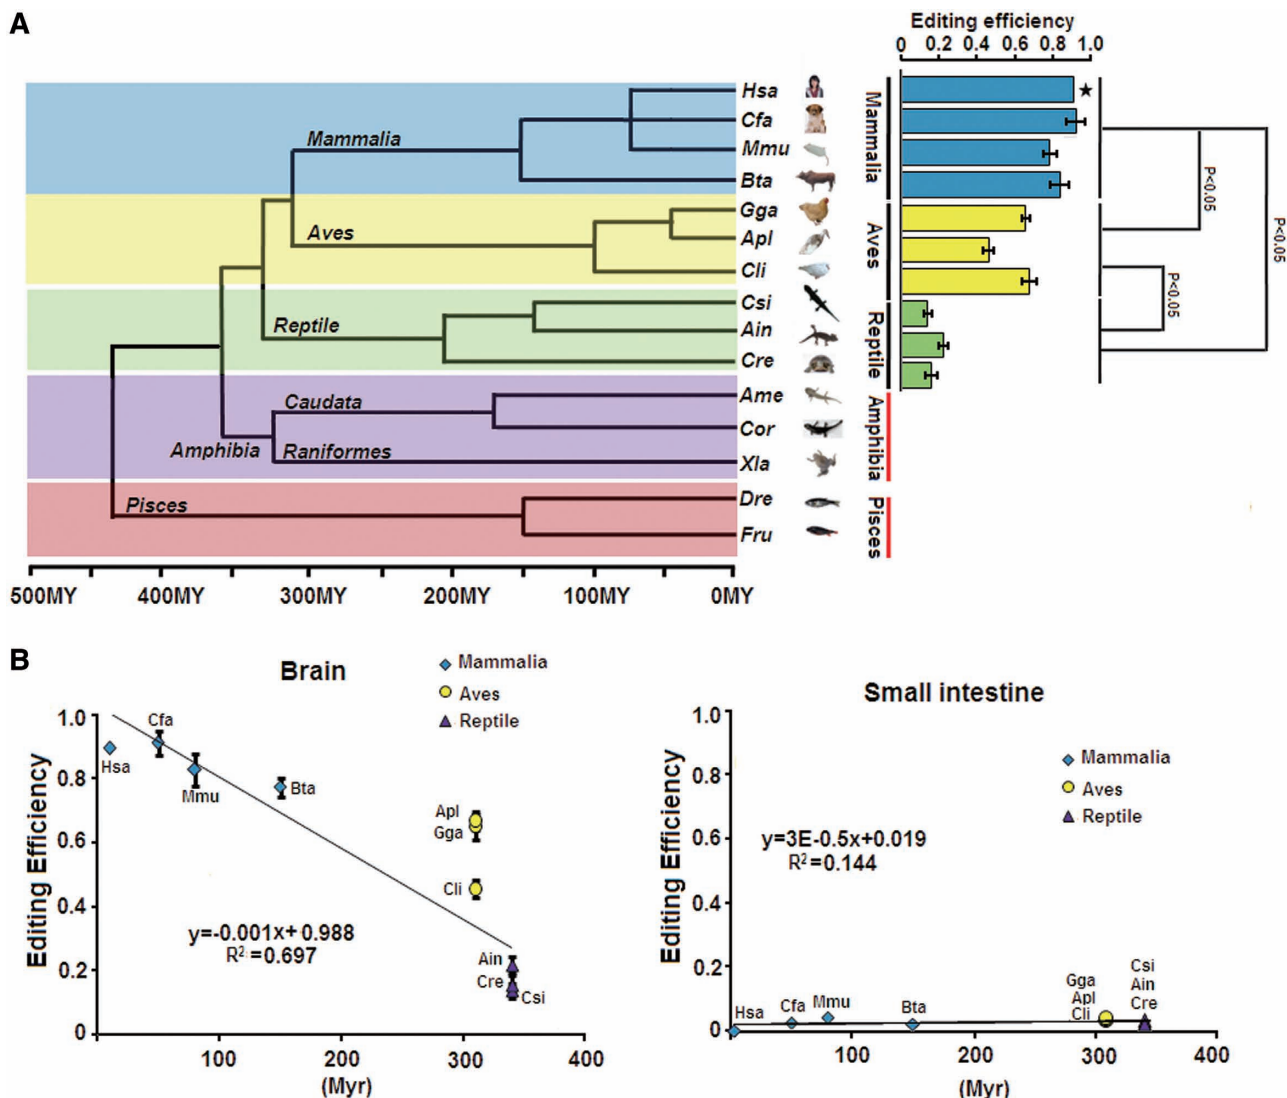 A
Editing efficiency
0 0.2 0.4 0.6 0.8 1.0
Hsa
Cfa
Mammalia
Mmu
Bta
Mammalia
Gga
Aves
Apl
Cli
Aves
Csi
Reptile
Ain
Cre
Reptile
Ame
Caudata
Cor
Amphibia
Raniformes
Xla
Amphibia
Dre
Pisces
Fru
Pisces
★
P<0.05
P<0.05
P<0.05
500MY 400MY 300MY 200MY 100MY 0MY
B
Brain
Mammalia
Aves
Reptile
Editing Efficiency
1.0
0.8
0.6
0.4
0.2
0
Cfa
Hsa
Mmu
Bta
Apl
Gga
Cli
Ain
Cre
Csi
y=-0.001x+ 0.988
R²=0.697
100 200 300 400
(Myr)
Small intestine
Mammalia
Aves
Reptile
Editing Efficiency
1.0
0.8
0.6
0.4
0.2
0
y=3E-0.5x+0.019
R²=0.144
Hsa
Cfa
Mmu
Bta
Gga
Apl
Cli
Csi
Ain
Cre
100 200 300 400
(Myr)